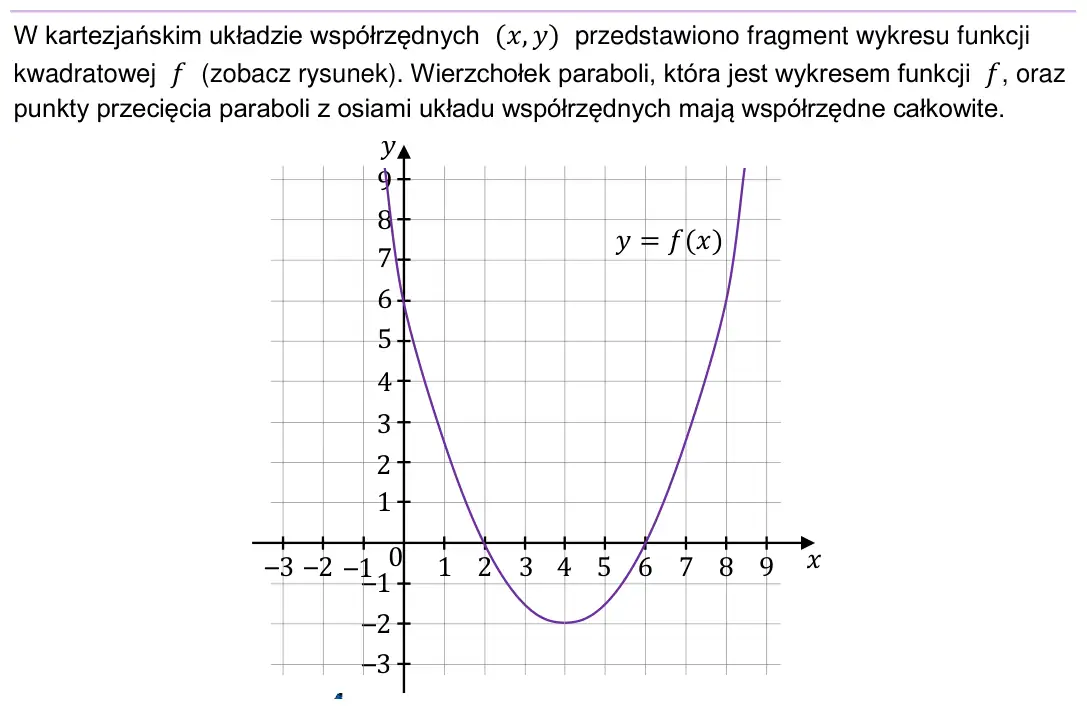 W kartezjańskim układzie współrzędnych (x, y) przedstawiono fragment wykresu funkcji
kwadratowej f (zobacz rysunek). Wierzchołek paraboli, która jest wykresem funkcji f, oraz
punkty przecięcia paraboli z osiami układu współrzędnych mają współrzędne całkowite.
y
9
8
y = f(x)
7
6
5
4
3
2
1
−3 −2 −1 0 1 2 3 4 5 6 7 8 9 x
−1
−2
−3